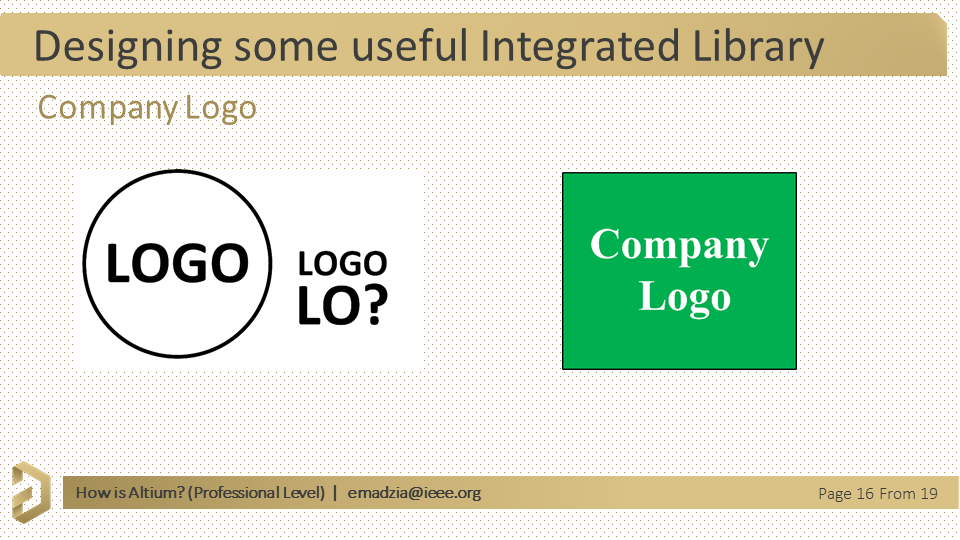 Designing some useful Integrated Library
Company Logo
LOGO
LOGO
LO?
Company
Logo
How is Altium? (Professional Level) | emadzia@ieee.org
Page 16 From 19